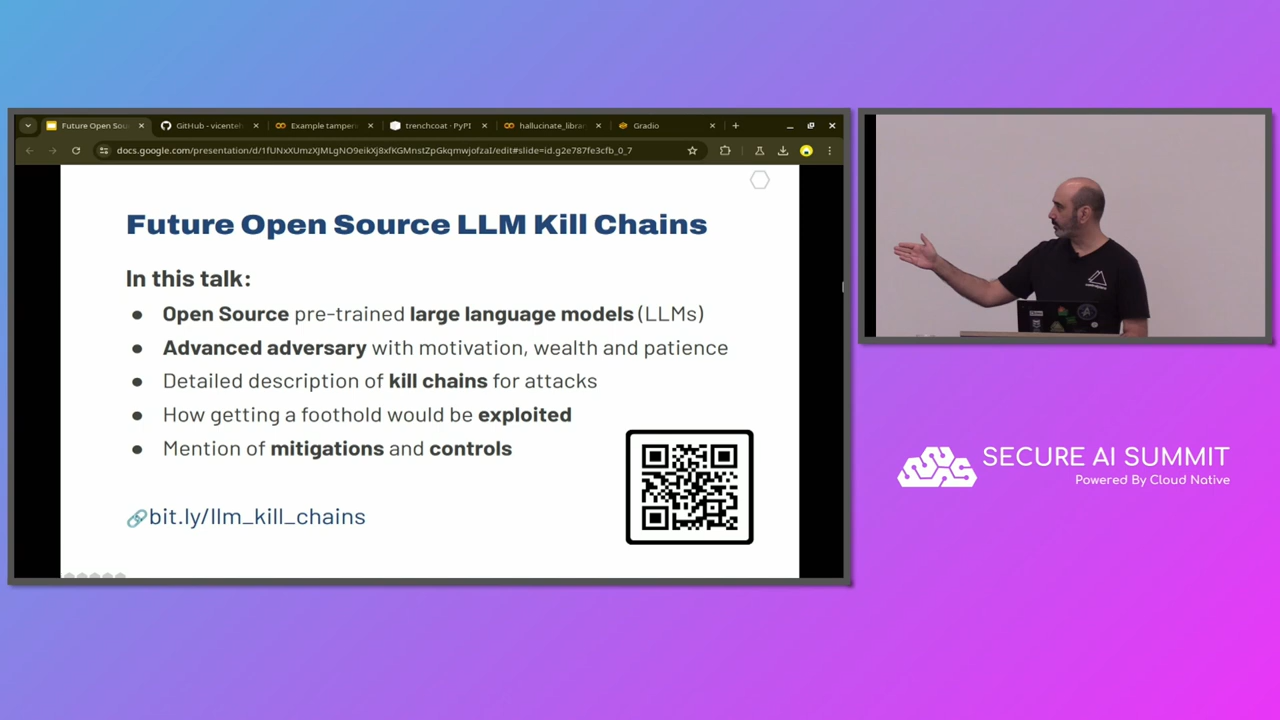 Future Open Sou
GitHub - vicenteh
Example tamper
trenchcoat · PyPI
hallucinate_libra
Gradio
docs.google.com/presentation/d/1fUNxXUmzXJMLgNO9eikXj8xfKGMnstZpGkqmwjofzaI/edit#slide=id.g2e787fe3cfb_0_7
Future Open Source LLM Kill Chains
In this talk:
● Open Source pre-trained large language models (LLMs)
● Advanced adversary with motivation, wealth and patience
● Detailed description of kill chains for attacks
● How getting a foothold would be exploited
● Mention of mitigations and controls
bit.ly/llm_kill_chains
SECURE AI SUMMIT
Powered By Cloud Native